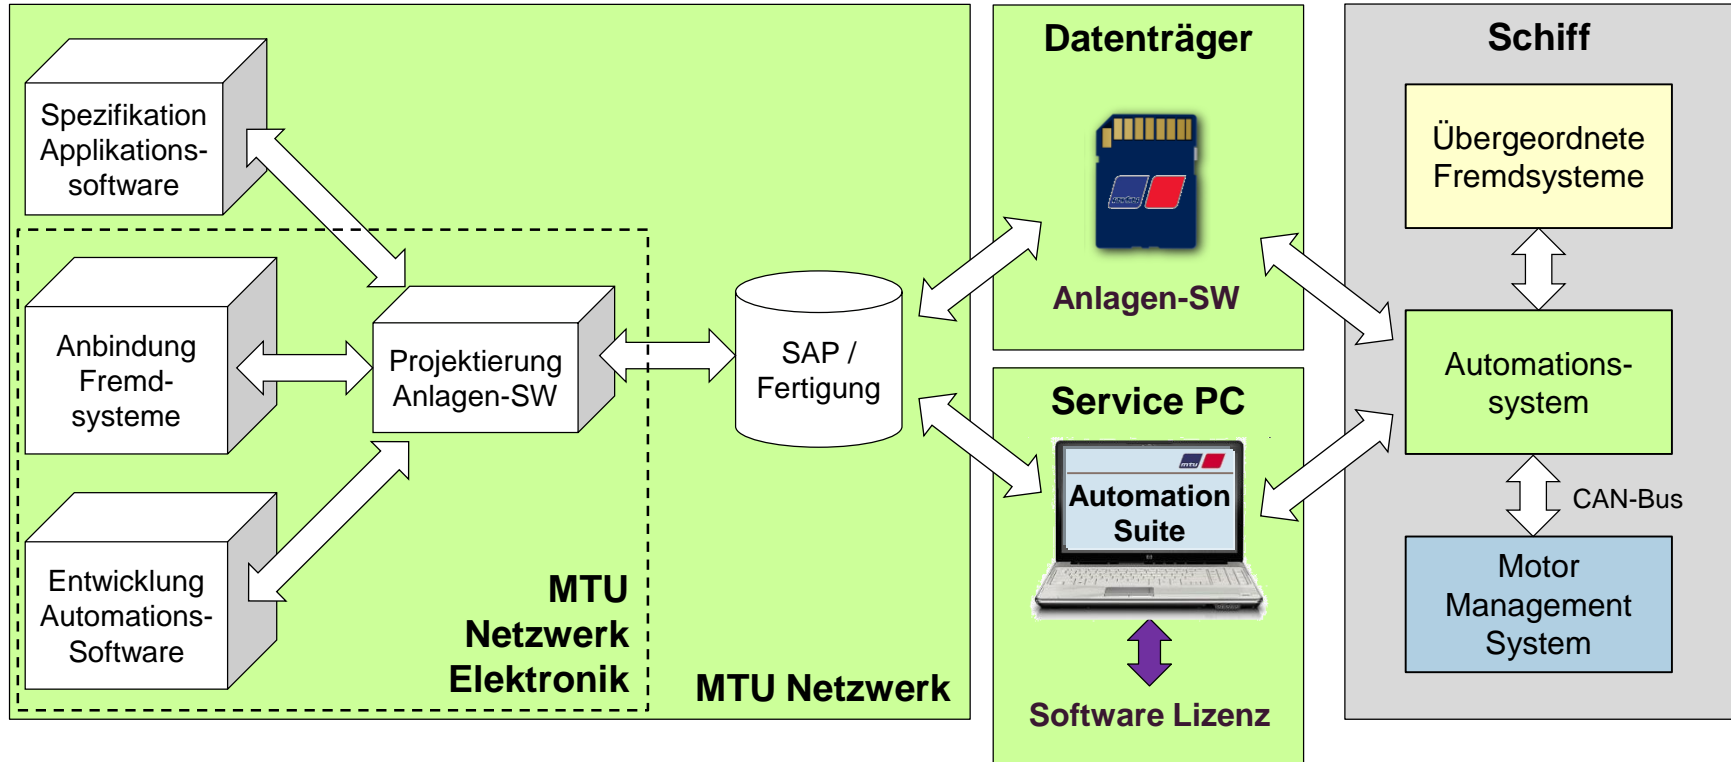 Spezifikation
Applikations-
software
Anbindung
Fremd-
systeme
Entwicklung
Automations-
Software
Projektierung
Anlagen-SW
MTU
Netzwerk
Elektronik
SAP /
Fertigung
MTU Netzwerk
Datenträger
Anlagen-SW
Service PC
mtu
Automation
Suite
Software Lizenz
Schiff
Übergeordnete
Fremdsysteme
Automations-
system
CAN-Bus
Motor
Management
System